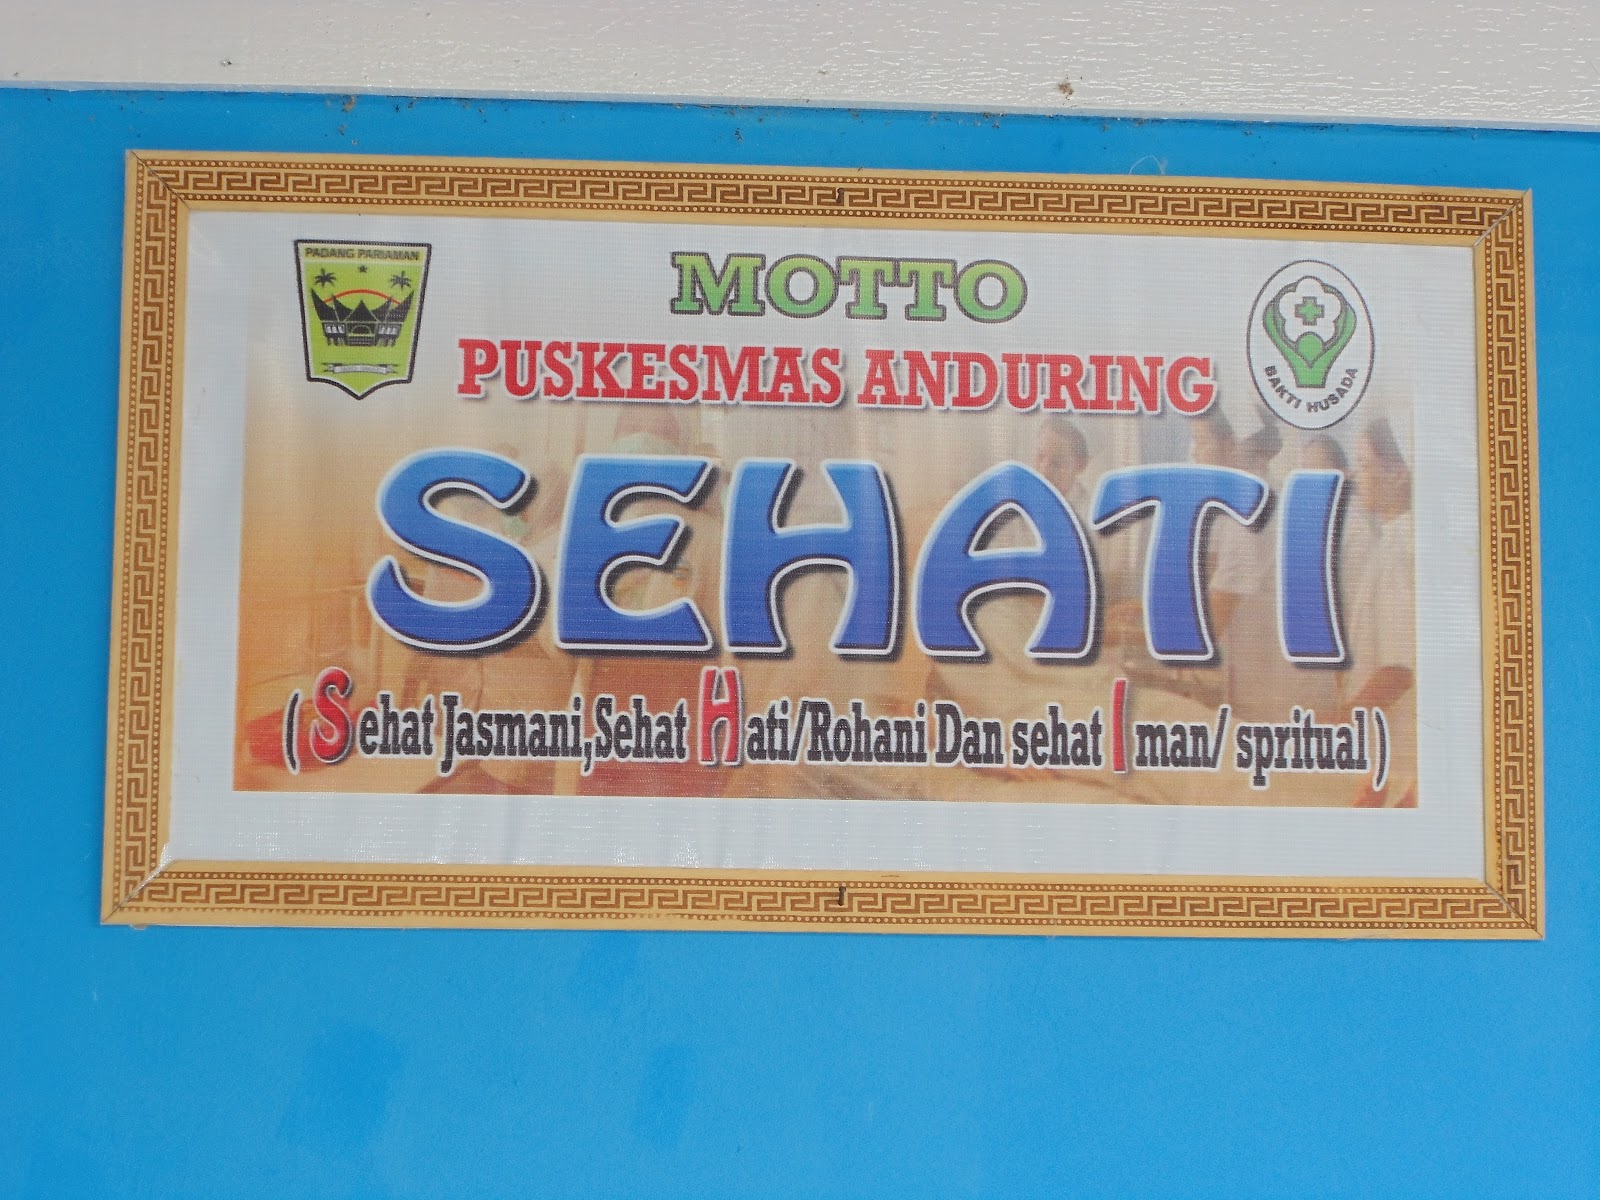 PADANG PARIAMAN
MOTTO
PUSKESMAS ANDURING
BAKTI HUSADA
SEHATI
( Sehat Jasmani,Sehat Hati/Rohani Dan sehat Iman/ spritual )